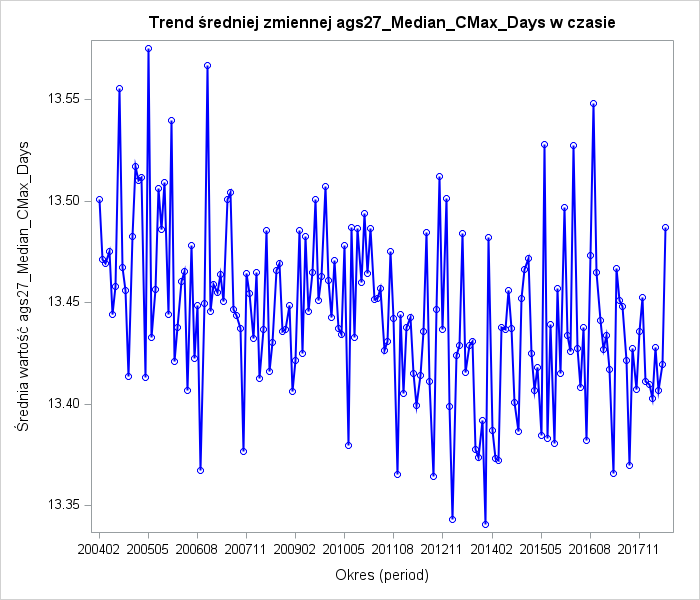 Trend średniej zmiennej ags27_Median_CMax_Days w czasie
Średnia wartość ags27_Median_CMax_Days
13.55
13.50
13.45
13.40
13.35
200402 200505 200608 200711 200902 201005 201108 201211 201402 201505 201608 201711
Okres (period)